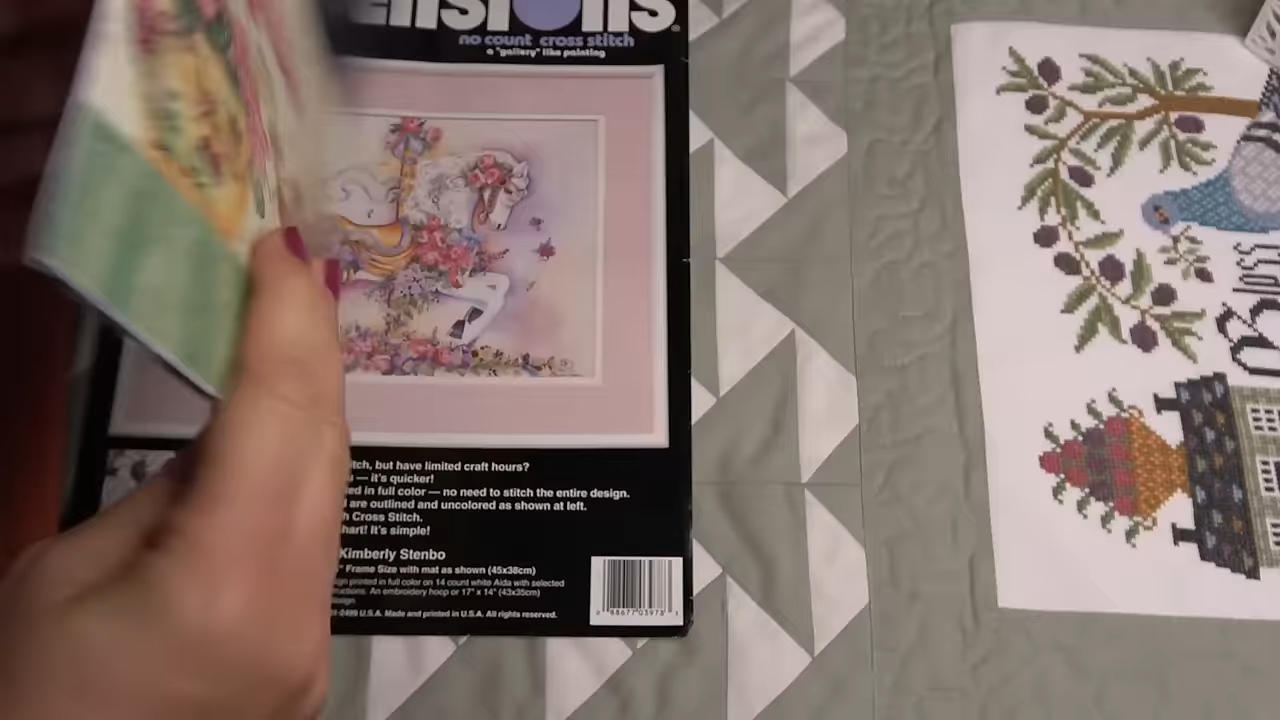 no count cross stitch
a "gallery" like painting
but have limited craft hours?
— it's quicker!
in full color — no need to stitch the entire design.
are outlined and uncolored as shown at left.
Cross Stitch.
It's simple!
Kimberly Stenbo
Frame Size with mat as shown (45x38cm)
printed in full color on 14 count white Aida with selected
An embroidery hoop or 17" x 14" (43x35cm)
U.S.A. Made and printed in U.S.A. All rights reserved.